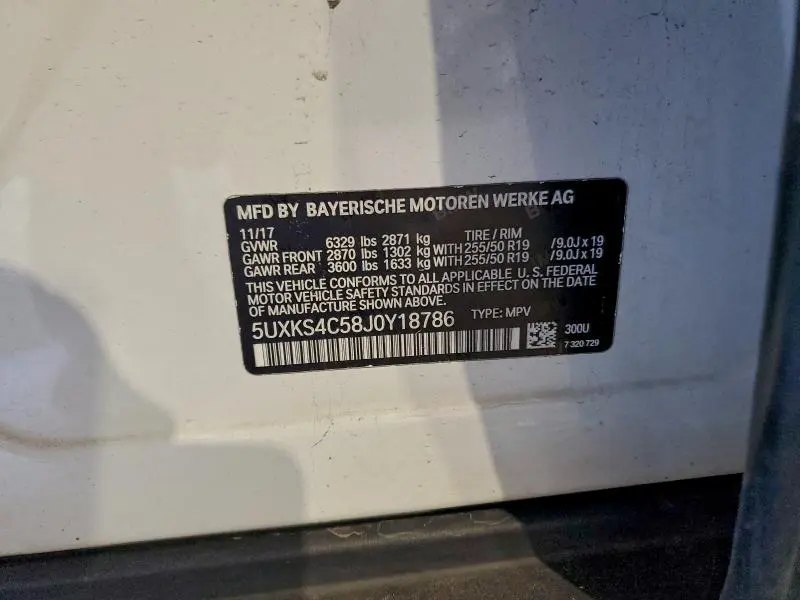 MFD BY BAYERISCHE MOTOREN WERKE AG
11/17 TIRE / RIM
GVWR 6329 lbs 2871 kg
GAWR FRONT 2870 lbs 1302 kg WITH 255/50 R19 /9.0J x 19
GAWR REAR 3600 lbs 1633 kg WITH 255/50 R19 /9.0J x 19
THIS VEHICLE CONFORMS TO ALL APPLICABLE U. S. FEDERAL
MOTOR VEHICLE SAFETY STANDARDS IN EFFECT ON THE DATE
OF MANUFACTURE SHOWN ABOVE.
5UXKS4C58J0Y18786 TYPE: MPV
300U
7 320 729